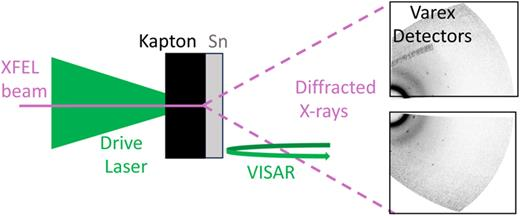 Kapton Sn
Varex
Detectors
XFEL
beam
Diffracted
X-rays
Drive
Laser
VISAR